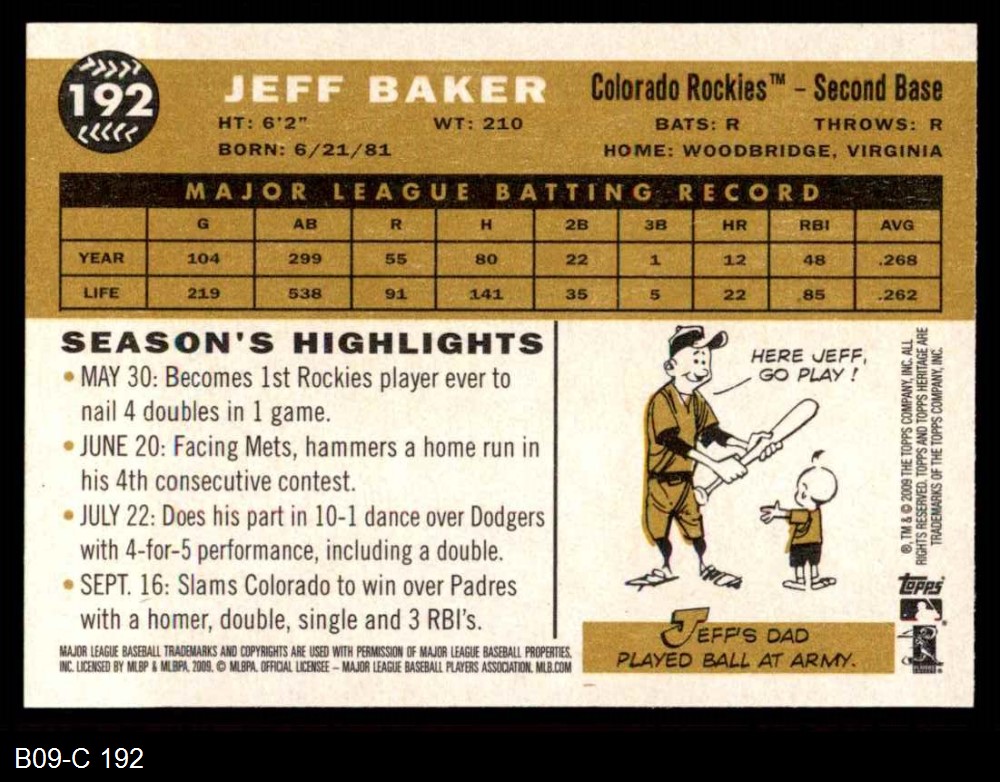 192
JEFF BAKER
Colorado Rockies™ – Second Base
HT: 6'2" WT: 210 BATS: R THROWS: R
BORN: 6/21/81 HOME: WOODBRIDGE, VIRGINIA
MAJOR LEAGUE BATTING RECORD
G AB R H 2B 3B HR RBI AVG
YEAR 104 299 55 80 22 1 12 48 .268
LIFE 219 538 91 141 35 5 22 85 .262
SEASON'S HIGHLIGHTS
• MAY 30: Becomes 1st Rockies player ever to
nail 4 doubles in 1 game.
• JUNE 20: Facing Mets, hammers a home run in
his 4th consecutive contest.
• JULY 22: Does his part in 10-1 dance over Dodgers
with 4-for-5 performance, including a double.
• SEPT. 16: Slams Colorado to win over Padres
with a homer, double, single and 3 RBI's.
MAJOR LEAGUE BASEBALL TRADEMARKS AND COPYRIGHTS ARE USED WITH PERMISSION OF MAJOR LEAGUE BASEBALL PROPERTIES,
INC. LICENSED BY MLBP & MLBPA, 2009. © MLBPA. OFFICIAL LICENSEE – MAJOR LEAGUE BASEBALL PLAYERS ASSOCIATION. MLB.COM
HERE JEFF,
GO PLAY!
JEFF'S DAD
PLAYED BALL AT ARMY.
®, TM & © 2009 THE TOPPS COMPANY, INC. ALL
RIGHTS RESERVED. TOPPS AND TOPPS HERITAGE ARE
TRADEMARKS OF THE TOPPS COMPANY, INC.
topps
B09-C 192